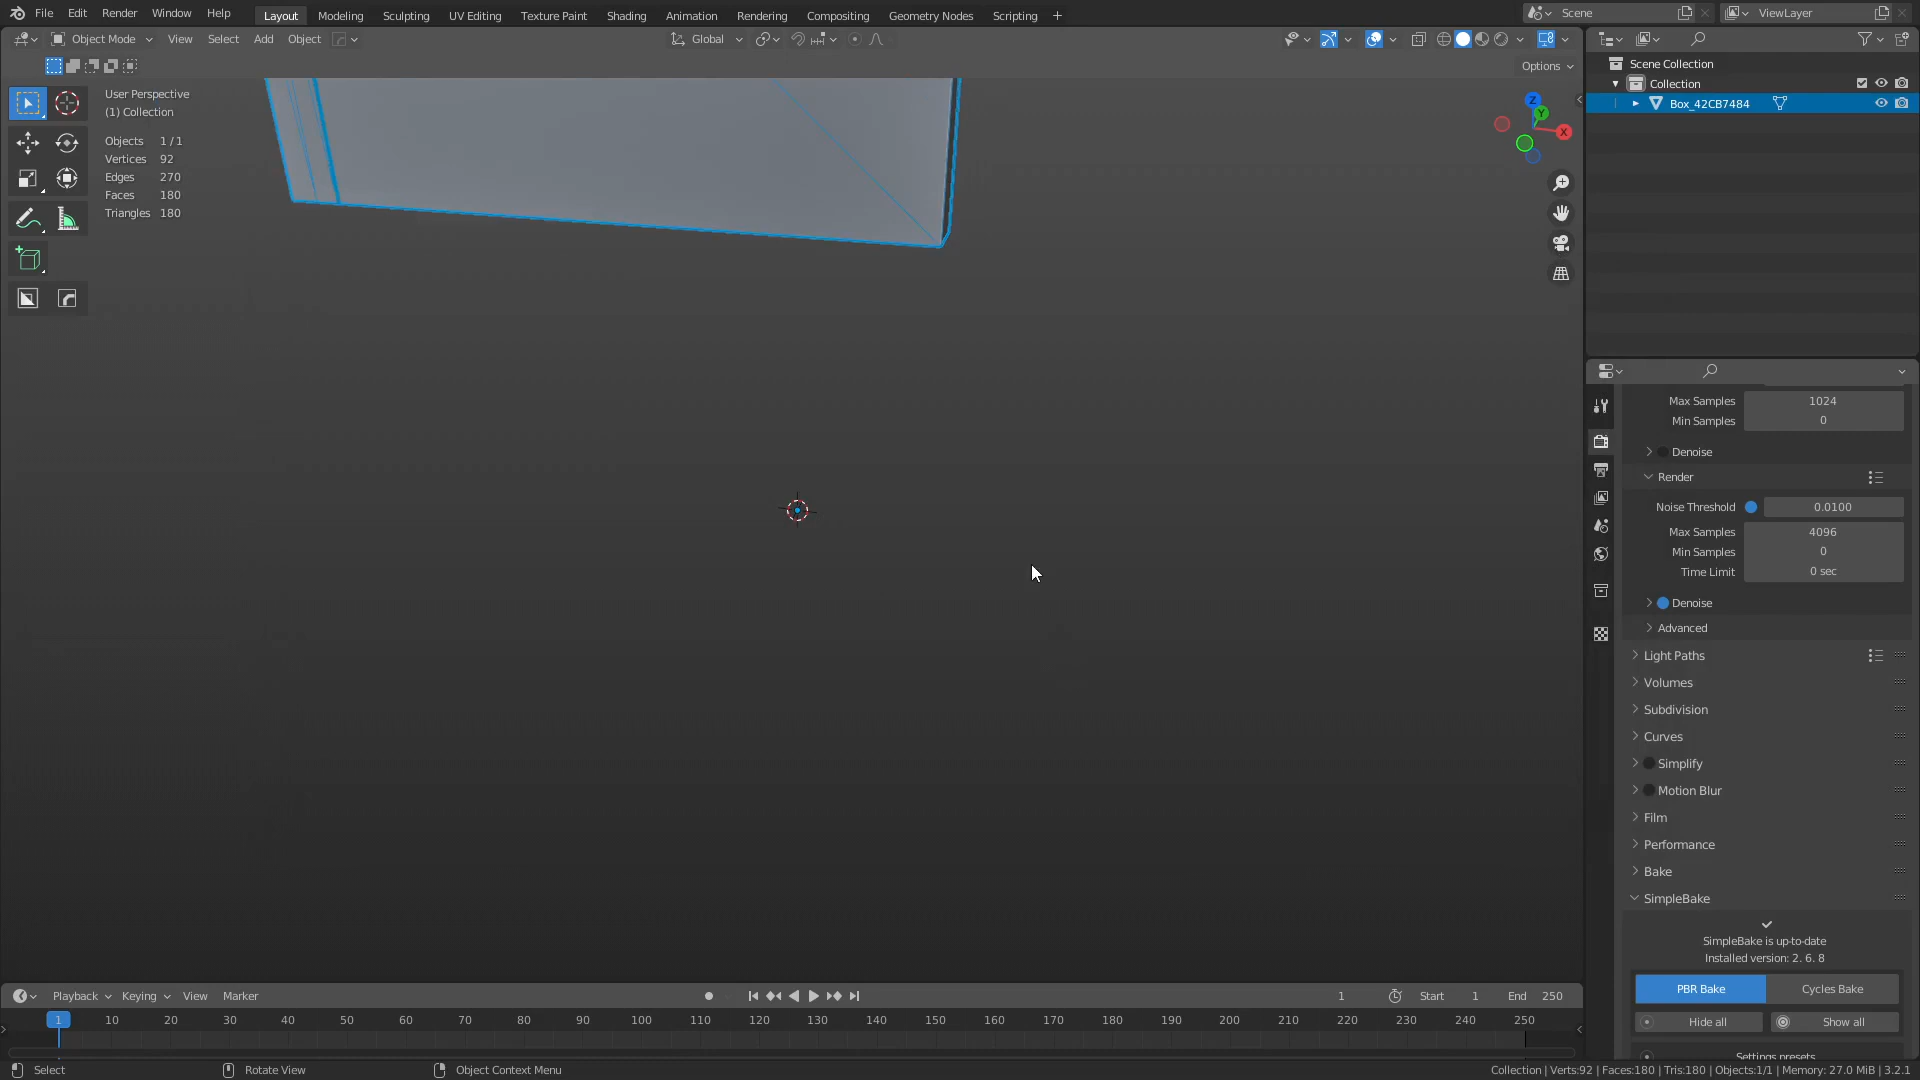 File Edit Render Window Help Layout Modeling Sculpting UV Editing Texture Paint Shading Animation Rendering Compositing Geometry Nodes Scripting Scene ViewLayer
Object Mode View Select Add Object Global
Options
User Perspective
(1) Collection
Objects 1/1
Vertices 92
Edges 270
Faces 180
Triangles 180
Z
Y
X
Scene Collection
Collection
Box_42CB7484
Max Samples 1024
Min Samples 0
Denoise
Render
Noise Threshold 0.0100
Max Samples 4096
Min Samples 0
Time Limit 0 sec
Denoise
Advanced
Light Paths
Volumes
Subdivision
Curves
Simplify
Motion Blur
Film
Performance
Bake
SimpleBake
SimpleBake is up-to-date
Installed version: 2. 6. 8
PBR Bake Cycles Bake
Hide all Show all
Settings presets
Playback Keying View Marker 1 Start 1 End 250
1 10 20 30 40 50 60 70 80 90 100 110 120 130 140 150 160 170 180 190 200 210 220 230 240 250
Select Rotate View Object Context Menu Collection | Verts:92 | Faces:180 | Tris:180 | Objects:1/1 | Memory: 27.0 MiB | 3.2.1